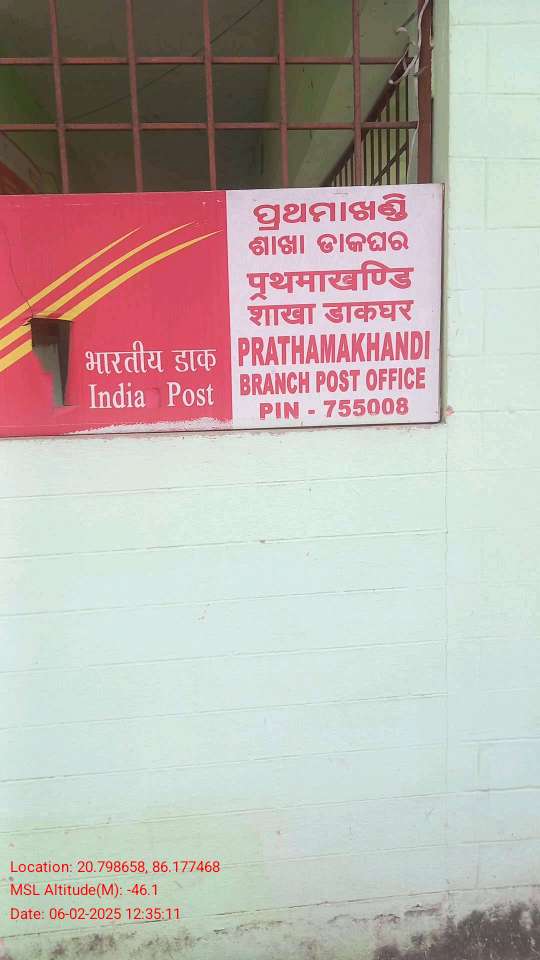 भारतीय डाक
India Post
ପ୍ରଥମାଖଣ୍ଡି
ଶାଖା ଡାକଘର
प्रथमाखण्डि
शाखा डाकघर
PRATHAMAKHANDI
BRANCH POST OFFICE
PIN - 755008
Location: 20.798658, 86.177468
MSL Altitude(M): -46.1
Date: 06-02-2025 12:35:11